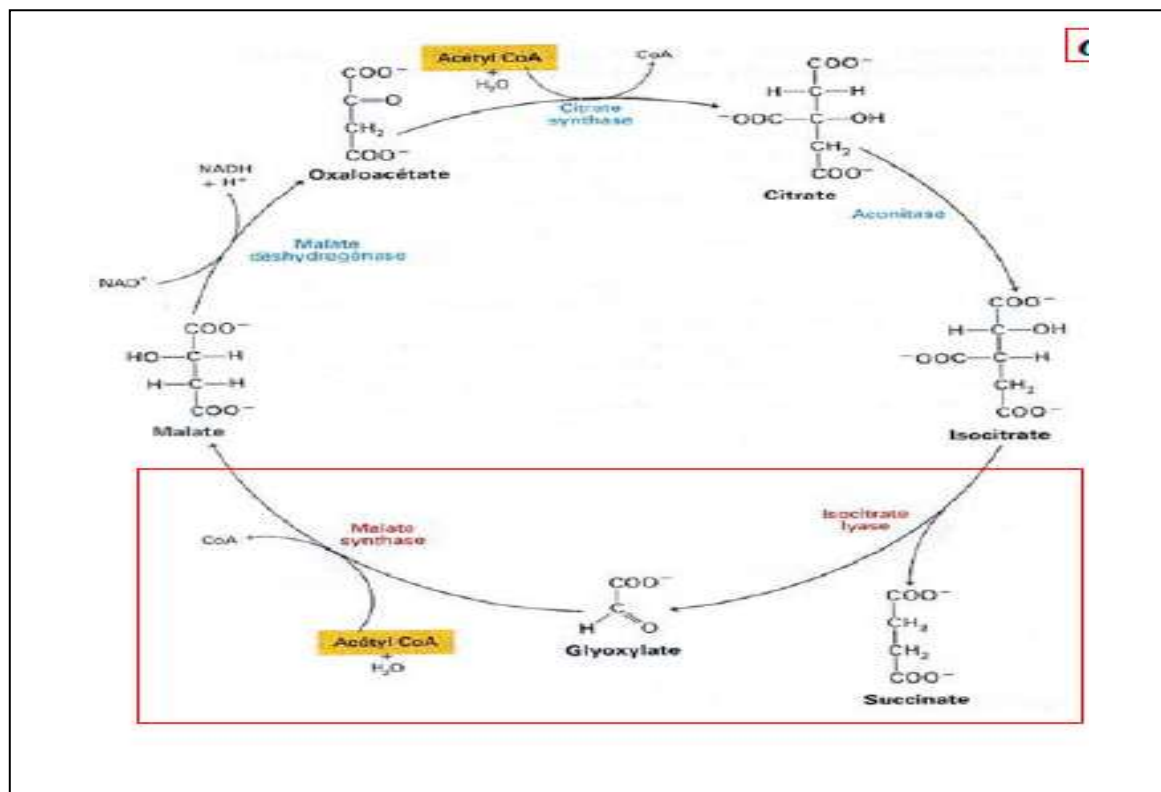 Acétyl CoA
+
H₂O
CoA
Citrate
synthase
COO⁻
C=O
CH₂
COO⁻
Oxaloacétate
COO⁻
H—C—H
⁻OOC—C—OH
CH₂
COO⁻
Citrate
Aconitase
NADH
+ H⁺
Malate
déshydrogénase
NAD⁺
COO⁻
H—C—OH
⁻OOC—C—H
CH₂
COO⁻
Isocitrate
COO⁻
HO—C—H
H—C—H
COO⁻
Malate
Isocitrate
lyase
Malate
synthase
CoA
COO⁻
C
H
O
Glyoxylate
Acétyl CoA
+
H₂O
COO⁻
CH₂
CH₂
COO⁻
Succinate